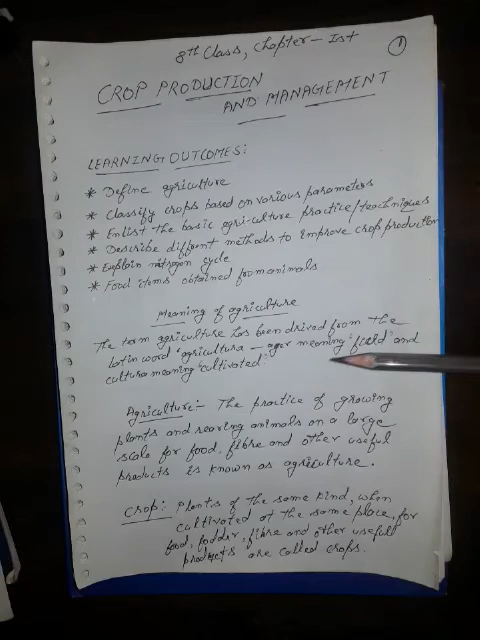 8th Class, Chapter - Ist
1
CROP PRODUCTION
AND MANAGEMENT
LEARNING OUTCOMES:
* Define agriculture
* Classify crops based on various parameters
* Enlist the basic agri-culture practice/teachniques
* Describe diffent methods to improve crop production
* Explain nitrogen cycle
* Food items obtained from animals
Meaning of agriculture
The term agriculture has been drived from the
latin word 'agricultura - ager meaning 'field' and
cultura meaning 'cultivated'
Agriculture:- The practice of growing
plants and rearing animals on a large
scale for food, fibre and other useful
products is known as agriculture.
Crop: Plants of the same kind, when
cultivated at the same place, for
food, fodder, fibre and other usefull
products are called crops.